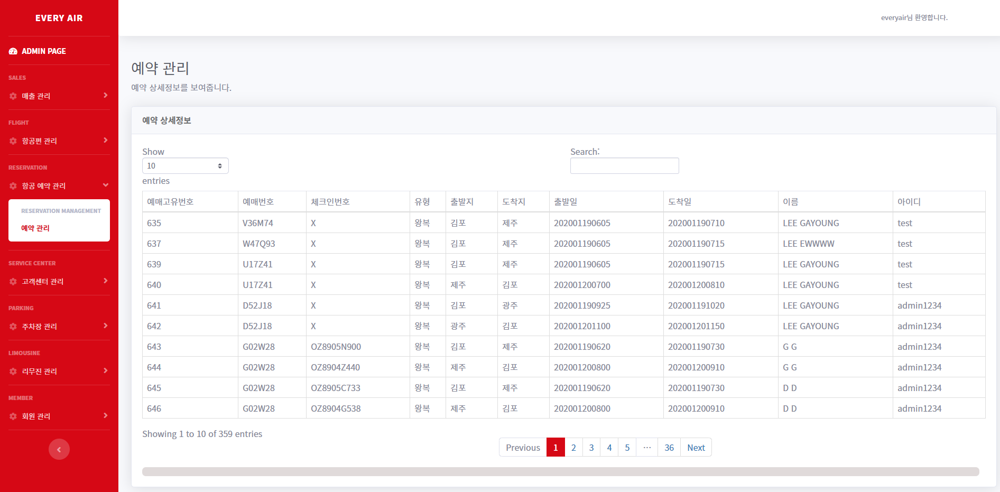 EVERY AIR
everyair님 환영합니다.
ADMIN PAGE
SALES
매출 관리
FLIGHT
항공편 관리
RESERVATION
항공 예약 관리
RESERVATION MANAGEMENT
예약 관리
SERVICE CENTER
고객센터 관리
PARKING
주차장 관리
LIMOUSINE
리무진 관리
MEMBER
회원 관리
예약 관리
예약 상세정보를 보여줍니다.
예약 상세정보
Show
10
entries
Search:
예매고유번호 예매번호 체크인번호 유형 출발지 도착지 출발일 도착일 이름 아이디
635 V36M74 X 왕복 김포 제주 202001190605 202001190710 LEE GAYOUNG test
637 W47Q93 X 왕복 김포 제주 202001190605 202001190715 LEE EWWWW test
639 U17Z41 X 왕복 김포 제주 202001190605 202001190715 LEE GAYOUNG test
640 U17Z41 X 왕복 제주 김포 202001200700 202001200810 LEE GAYOUNG test
641 D52J18 X 왕복 김포 광주 202001190925 202001191020 LEE GAYOUNG admin1234
642 D52J18 X 왕복 광주 김포 202001201100 202001201150 LEE GAYOUNG admin1234
643 G02W28 OZ8905N900 왕복 김포 제주 202001190620 202001190730 G G admin1234
644 G02W28 OZ8904Z440 왕복 제주 김포 202001200800 202001200910 G G admin1234
645 G02W28 OZ8905C733 왕복 김포 제주 202001190620 202001190730 D D admin1234
646 G02W28 OZ8904G538 왕복 제주 김포 202001200800 202001200910 D D admin1234
Showing 1 to 10 of 359 entries
Previous 1 2 3 4 5 … 36 Next